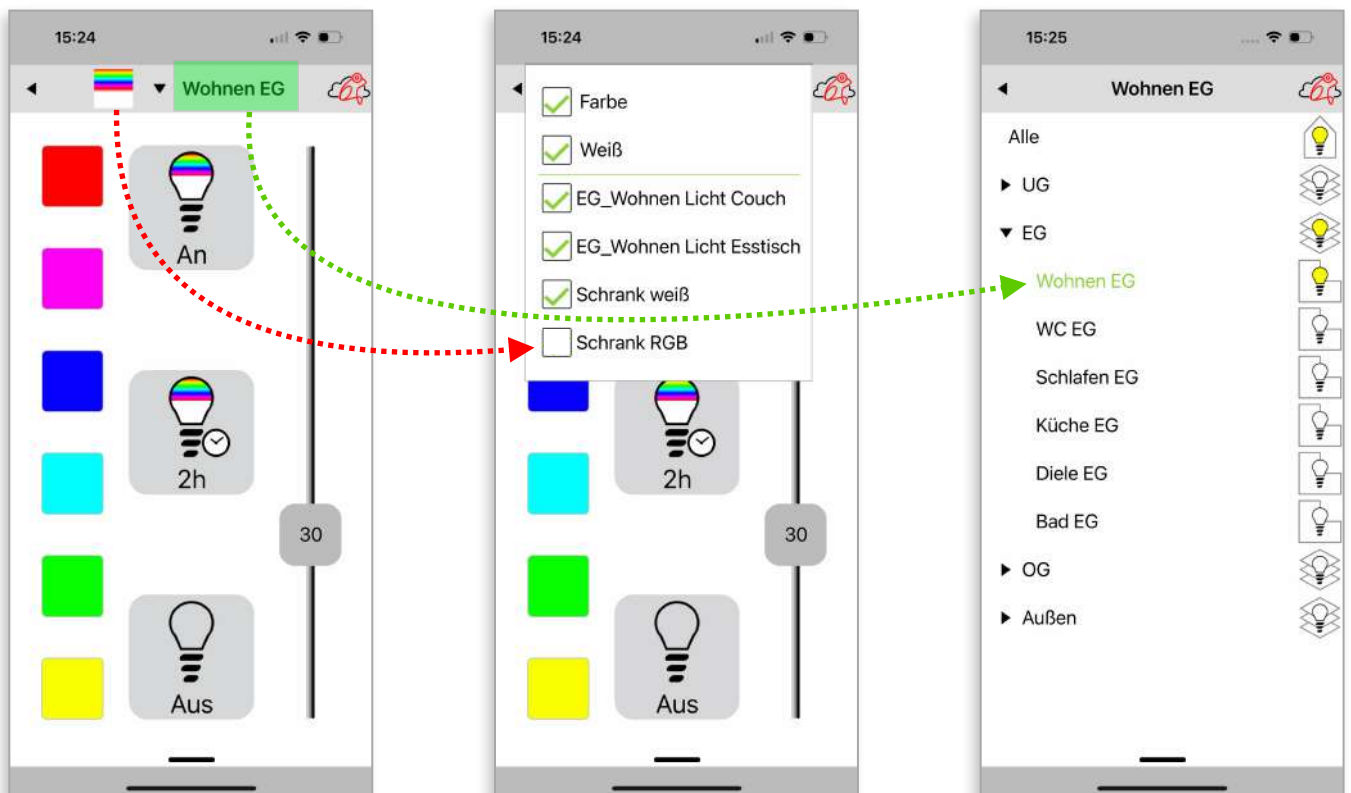 15:24
Wohnen EG
An
2h
30
Aus
15:24
Farbe
Weiß
EG_Wohnen Licht Couch
EG_Wohnen Licht Esstisch
Schrank weiß
Schrank RGB
2h
30
Aus
15:25
Wohnen EG
Alle
UG
EG
Wohnen EG
WC EG
Schlafen EG
Küche EG
Diele EG
Bad EG
OG
Außen